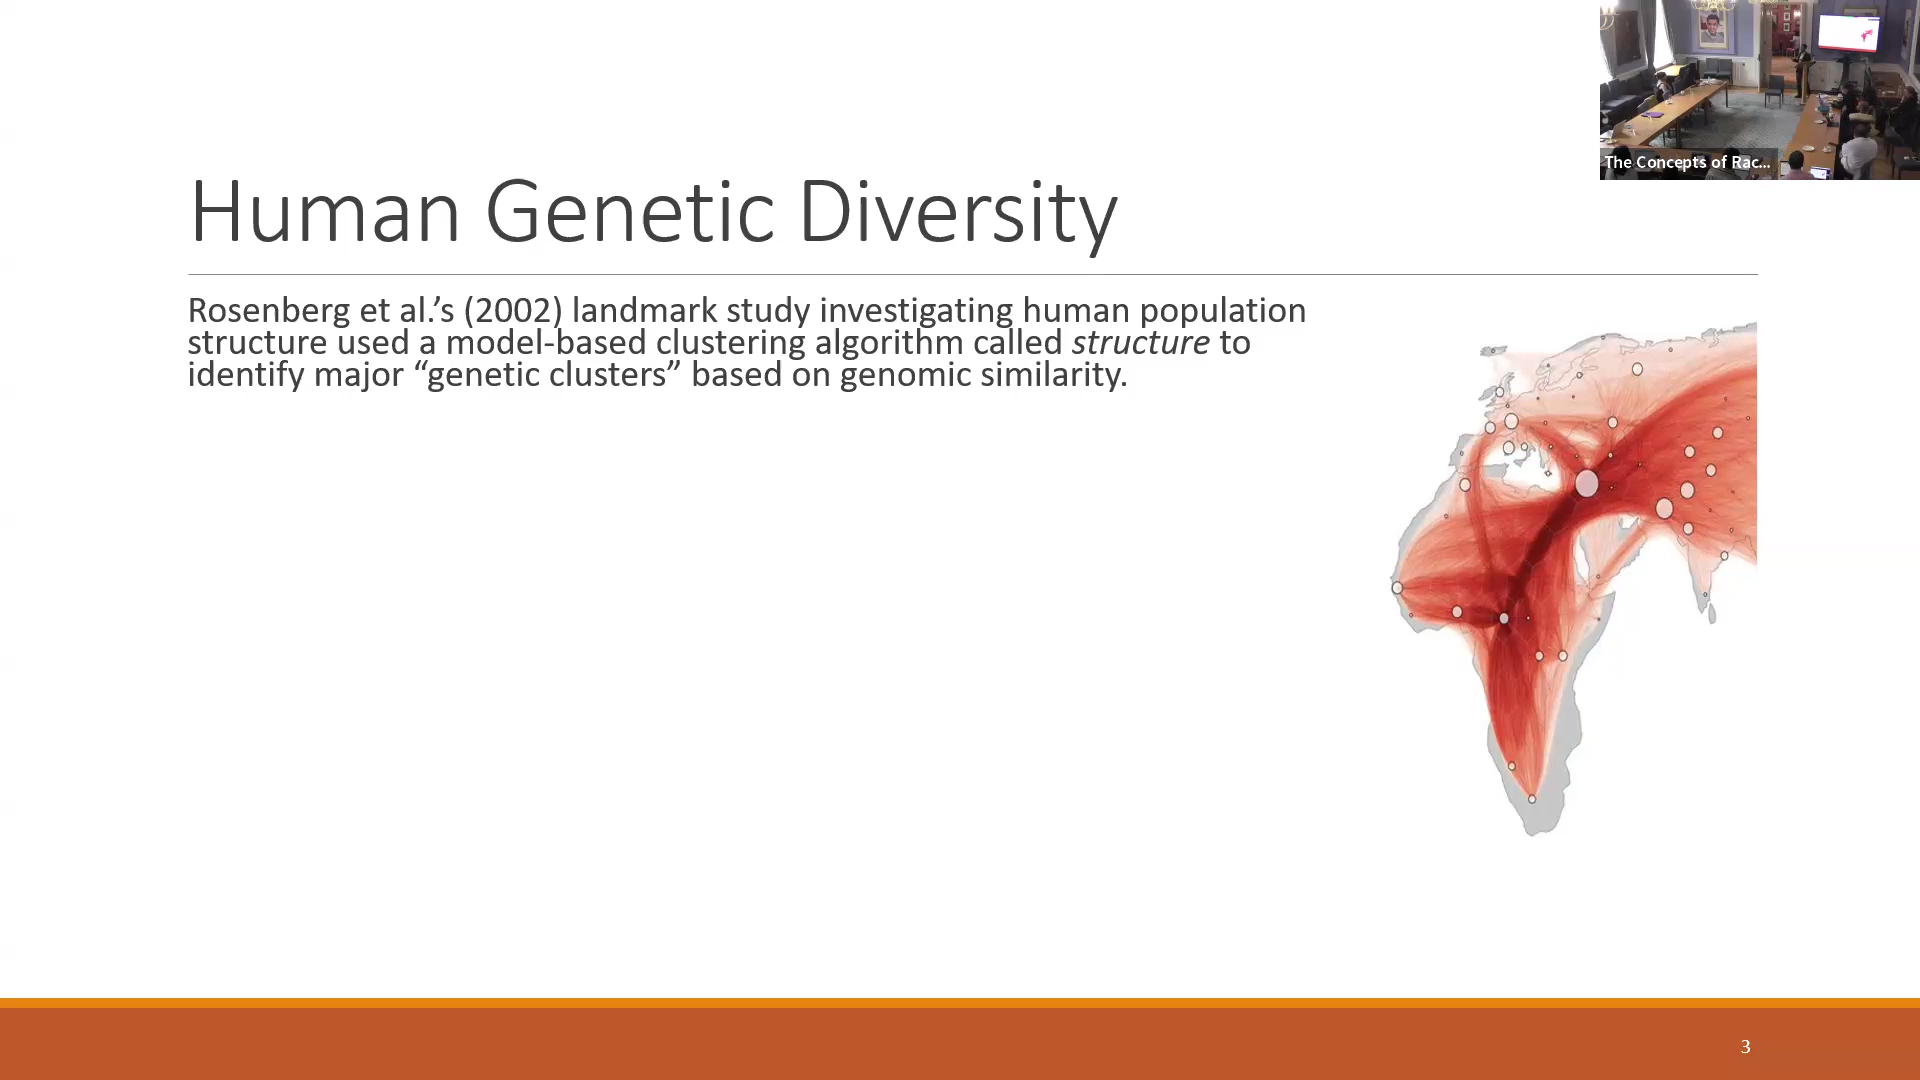 The Concepts of Rac...
Human Genetic Diversity
Rosenberg et al.’s (2002) landmark study investigating human population
structure used a model-based clustering algorithm called structure to
identify major “genetic clusters” based on genomic similarity.
3